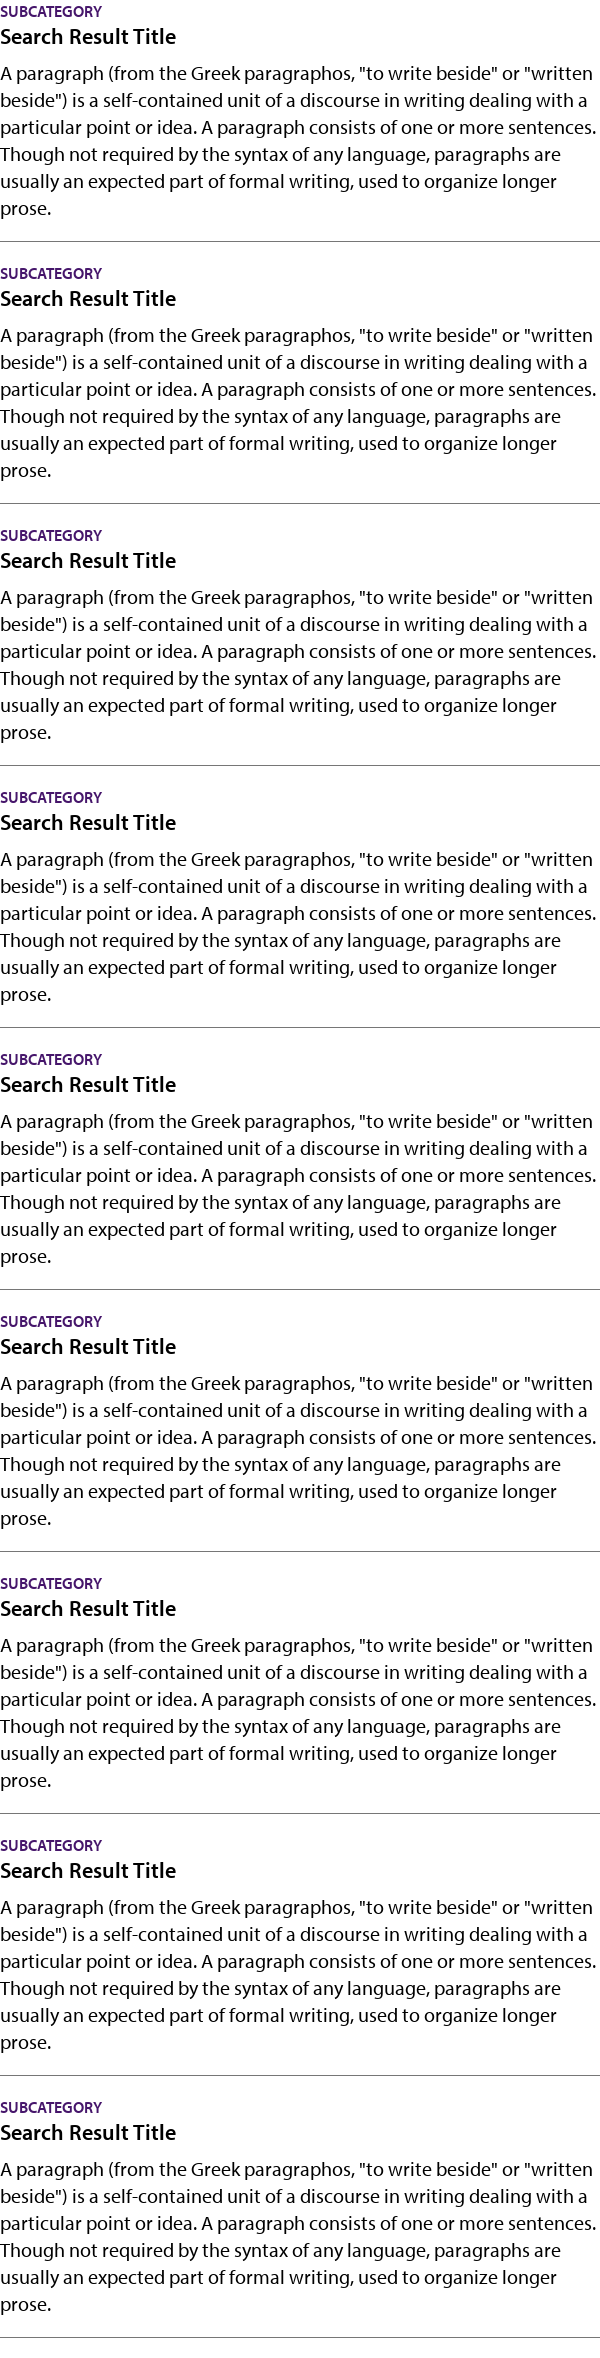 SUBCATEGORY
Search Result Title
A paragraph (from the Greek paragraphos, "to write beside" or "written
beside") is a self-contained unit of a discourse in writing dealing with a
particular point or idea. A paragraph consists of one or more sentences.
Though not required by the syntax of any language, paragraphs are
usually an expected part of formal writing, used to organize longer
prose.
SUBCATEGORY
Search Result Title
A paragraph (from the Greek paragraphos, "to write beside" or "written
beside") is a self-contained unit of a discourse in writing dealing with a
particular point or idea. A paragraph consists of one or more sentences.
Though not required by the syntax of any language, paragraphs are
usually an expected part of formal writing, used to organize longer
prose.
SUBCATEGORY
Search Result Title
A paragraph (from the Greek paragraphos, "to write beside" or "written
beside") is a self-contained unit of a discourse in writing dealing with a
particular point or idea. A paragraph consists of one or more sentences.
Though not required by the syntax of any language, paragraphs are
usually an expected part of formal writing, used to organize longer
prose.
SUBCATEGORY
Search Result Title
A paragraph (from the Greek paragraphos, "to write beside" or "written
beside") is a self-contained unit of a discourse in writing dealing with a
particular point or idea. A paragraph consists of one or more sentences.
Though not required by the syntax of any language, paragraphs are
usually an expected part of formal writing, used to organize longer
prose.
SUBCATEGORY
Search Result Title
A paragraph (from the Greek paragraphos, "to write beside" or "written
beside") is a self-contained unit of a discourse in writing dealing with a
particular point or idea. A paragraph consists of one or more sentences.
Though not required by the syntax of any language, paragraphs are
usually an expected part of formal writing, used to organize longer
prose.
SUBCATEGORY
Search Result Title
A paragraph (from the Greek paragraphos, "to write beside" or "written
beside") is a self-contained unit of a discourse in writing dealing with a
particular point or idea. A paragraph consists of one or more sentences.
Though not required by the syntax of any language, paragraphs are
usually an expected part of formal writing, used to organize longer
prose.
SUBCATEGORY
Search Result Title
A paragraph (from the Greek paragraphos, "to write beside" or "written
beside") is a self-contained unit of a discourse in writing dealing with a
particular point or idea. A paragraph consists of one or more sentences.
Though not required by the syntax of any language, paragraphs are
usually an expected part of formal writing, used to organize longer
prose.
SUBCATEGORY
Search Result Title
A paragraph (from the Greek paragraphos, "to write beside" or "written
beside") is a self-contained unit of a discourse in writing dealing with a
particular point or idea. A paragraph consists of one or more sentences.
Though not required by the syntax of any language, paragraphs are
usually an expected part of formal writing, used to organize longer
prose.
SUBCATEGORY
Search Result Title
A paragraph (from the Greek paragraphos, "to write beside" or "written
beside") is a self-contained unit of a discourse in writing dealing with a
particular point or idea. A paragraph consists of one or more sentences.
Though not required by the syntax of any language, paragraphs are
usually an expected part of formal writing, used to organize longer
prose.